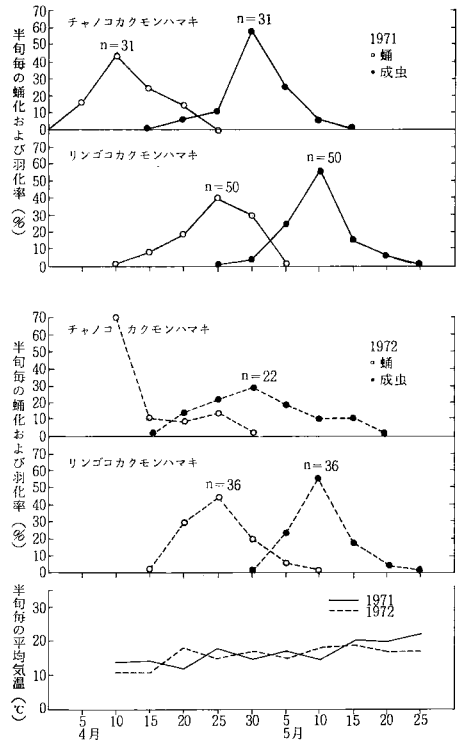 チャノコカクモンハマキ
n=31
n=31
1971
○ 蛹
● 成虫
70
60
50
40
30
20
10
0
リンゴコカクモンハマキ
n=50
n=50
70
60
50
40
30
20
10
0
半旬毎の蛹化および羽化率(%)
チャノコカクモンハマキ
n=22
1972
○ 蛹
● 成虫
70
60
50
40
30
20
10
0
リンゴコカクモンハマキ
n=36
n=36
70
60
50
40
30
20
10
0
半旬毎の蛹化および羽化率(%)
1971
1972
30
20
10
0
半旬毎の平均気温(℃)
5 10 15 20 25 30 5 10 15 20 25
4月 5月